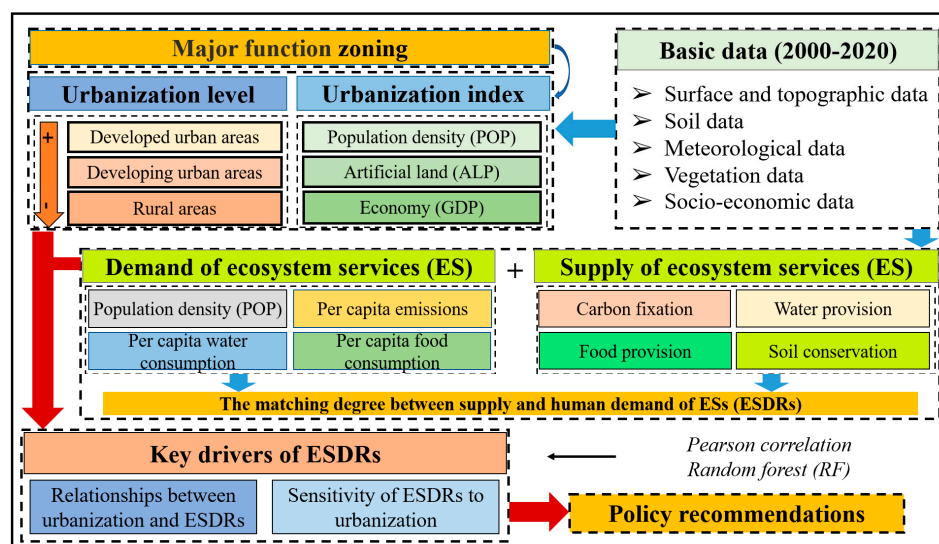 Major function zoning
Basic data (2000-2020)
➢ Surface and topographic data
➢ Soil data
➢ Meteorological data
➢ Vegetation data
➢ Socio-economic data
Urbanization level
Urbanization index
+
-
Developed urban areas
Developing urban areas
Rural areas
Population density (POP)
Artificial land (ALP)
Economy (GDP)
Demand of ecosystem services (ES)
+
Supply of ecosystem services (ES)
Population density (POP)
Per capita emissions
Per capita water
consumption
Per capita food
consumption
Carbon fixation
Water provision
Food provision
Soil conservation
The matching degree between supply and human demand of ESs (ESDRs)
Key drivers of ESDRs
Pearson correlation
Random forest (RF)
Relationships between
urbanization and ESDRs
Sensitivity of ESDRs to
urbanization
Policy recommendations